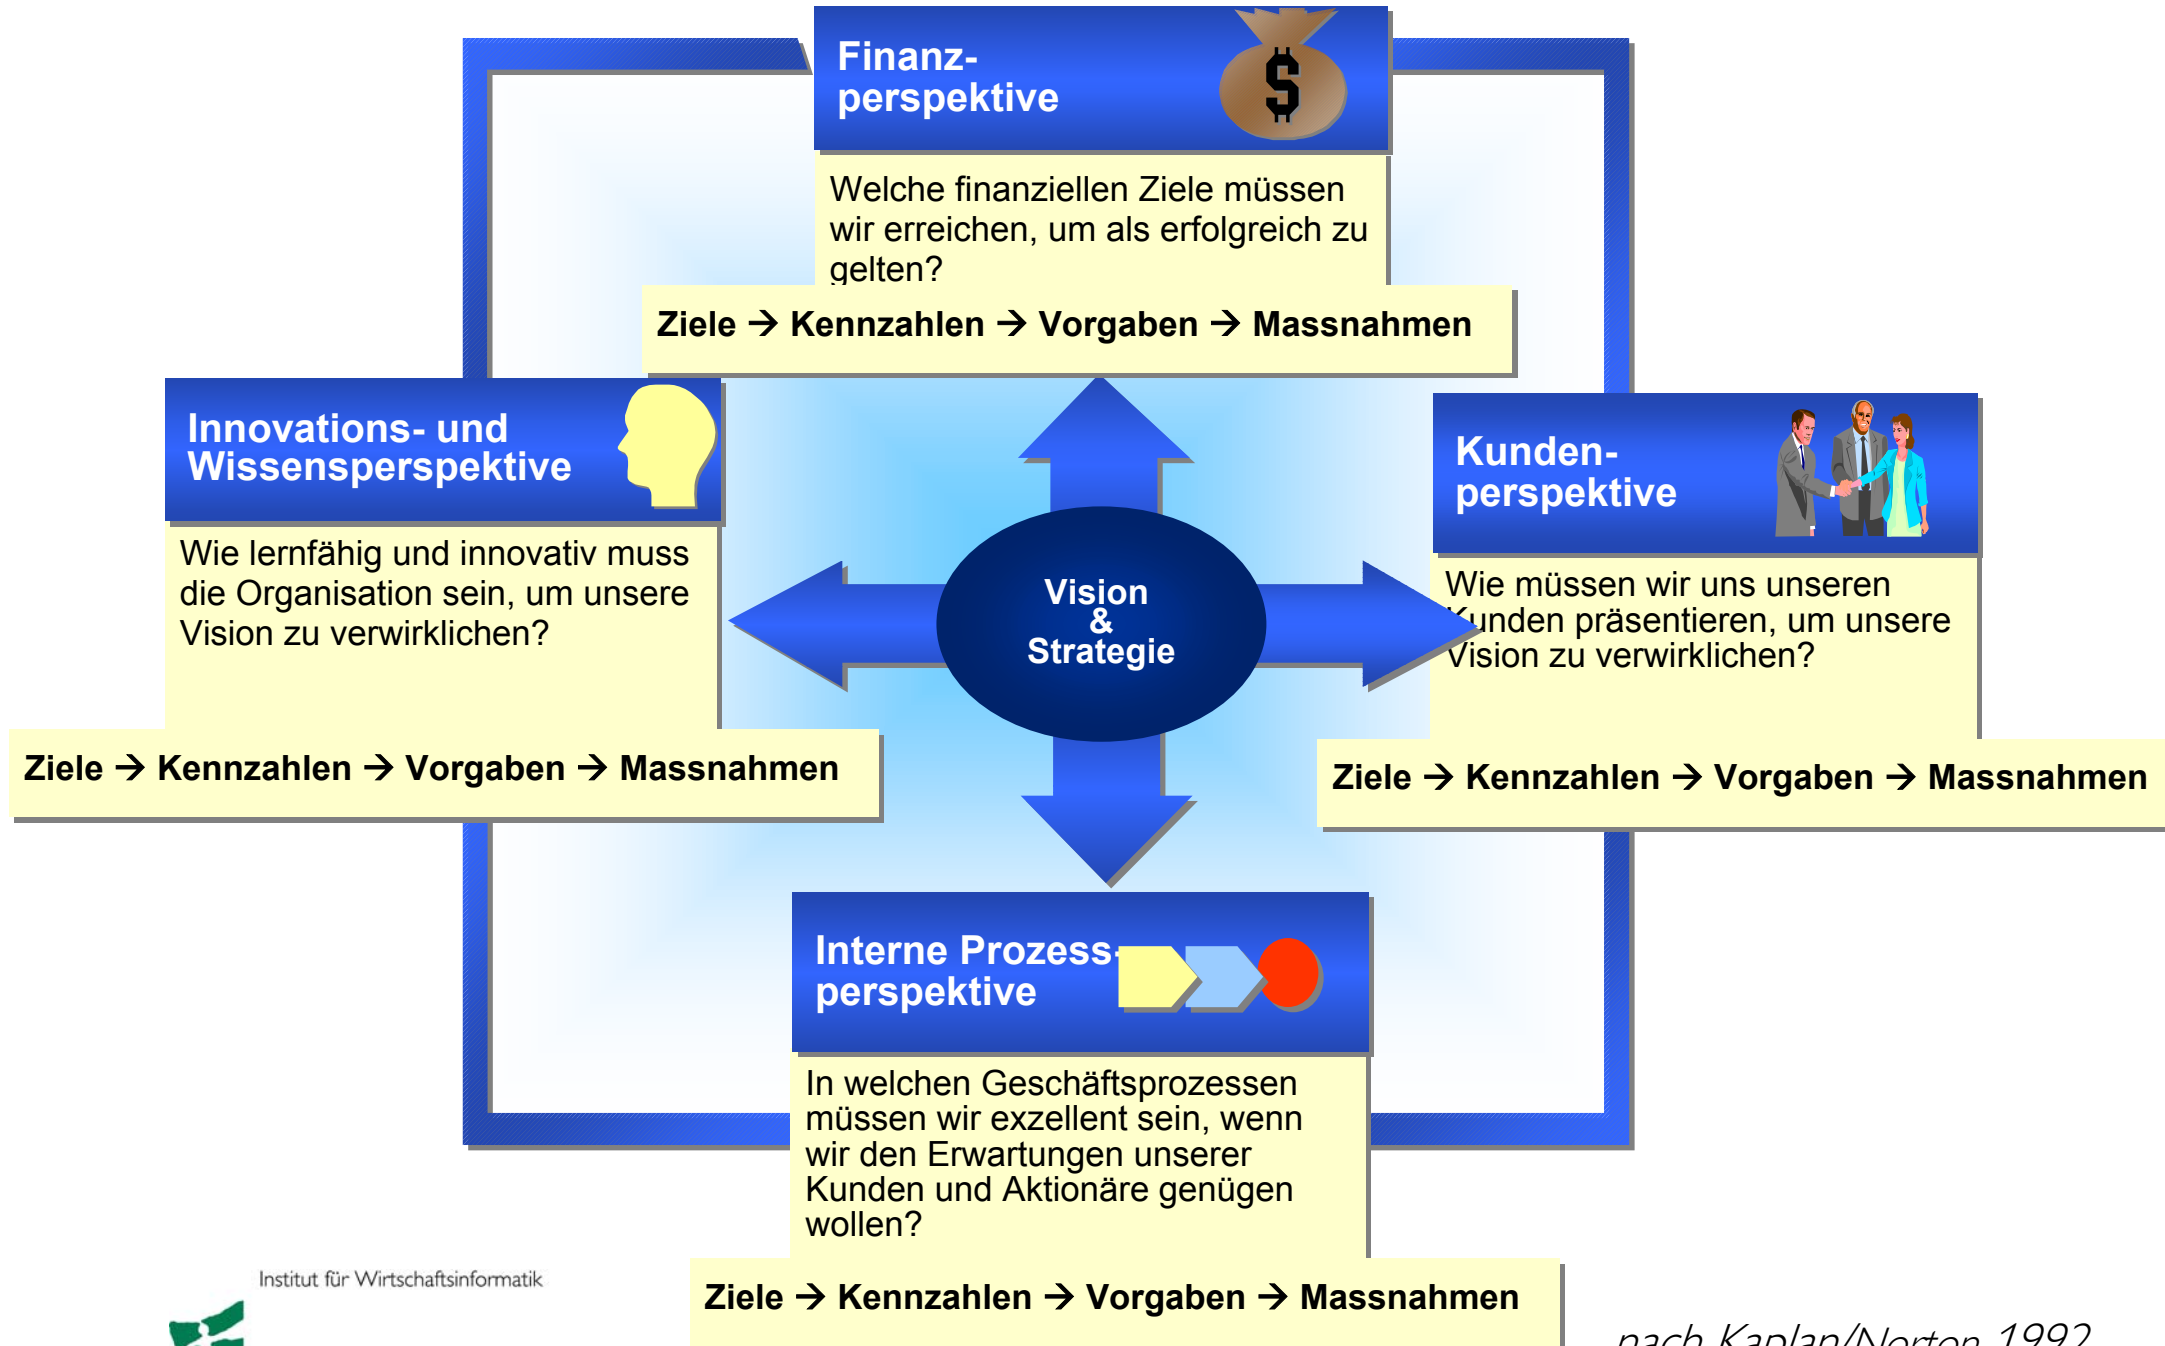 Finanz-
perspektive
$
Welche finanziellen Ziele müssen
wir erreichen, um als erfolgreich zu
gelten?
Ziele → Kennzahlen → Vorgaben → Massnahmen
Innovations- und
Wissensperspektive
Wie lernfähig und innovativ muss
die Organisation sein, um unsere
Vision zu verwirklichen?
Ziele → Kennzahlen → Vorgaben → Massnahmen
Vision
&
Strategie
Kunden-
perspektive
Wie müssen wir uns unseren
Kunden präsentieren, um unsere
Vision zu verwirklichen?
Ziele → Kennzahlen → Vorgaben → Massnahmen
Interne Prozess-
perspektive
In welchen Geschäftsprozessen
müssen wir exzellent sein, wenn
wir den Erwartungen unserer
Kunden und Aktionäre genügen
wollen?
Ziele → Kennzahlen → Vorgaben → Massnahmen
Institut für Wirtschaftsinformatik
nach Kaplan/Norton 1992